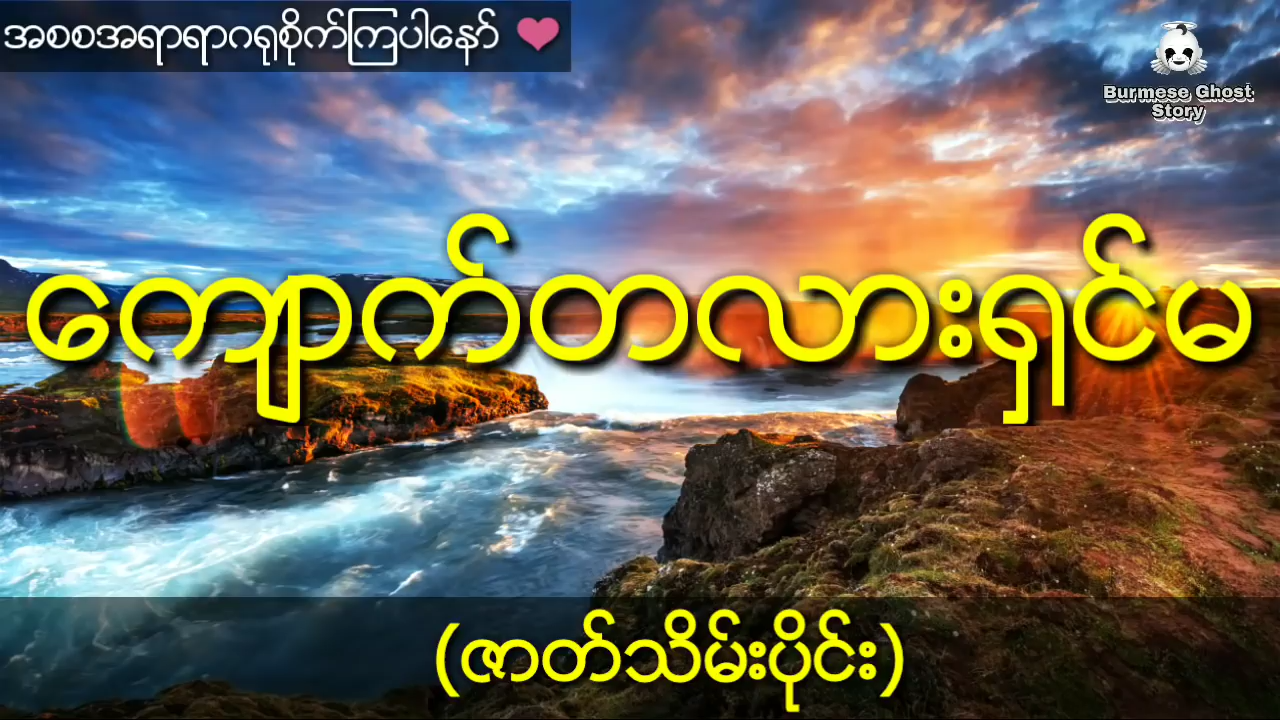 အစစအရာရာဂရုစိုက်ကြပါနော် ❤
Burmese Ghost
Story
ကျောက်တလားရှင်မ
(ဇာတ်သိမ်းပိုင်း)